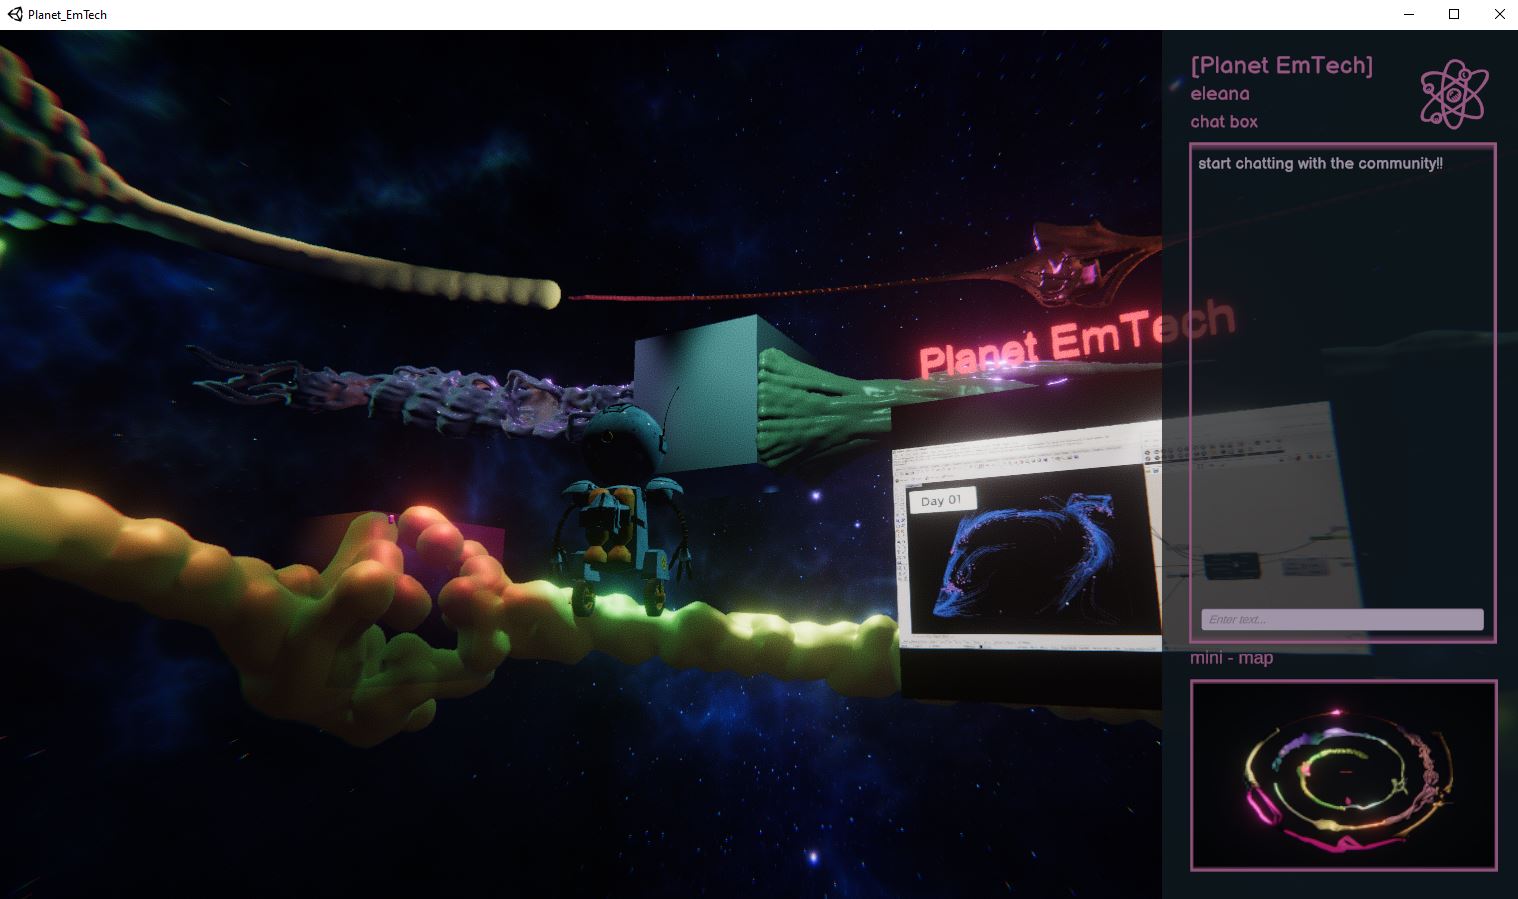 Planet_EmTech
[Planet EmTech]
eleana
chat box
start chatting with the community!!
Planet EmTech
Day 01
Enter text...
mini - map